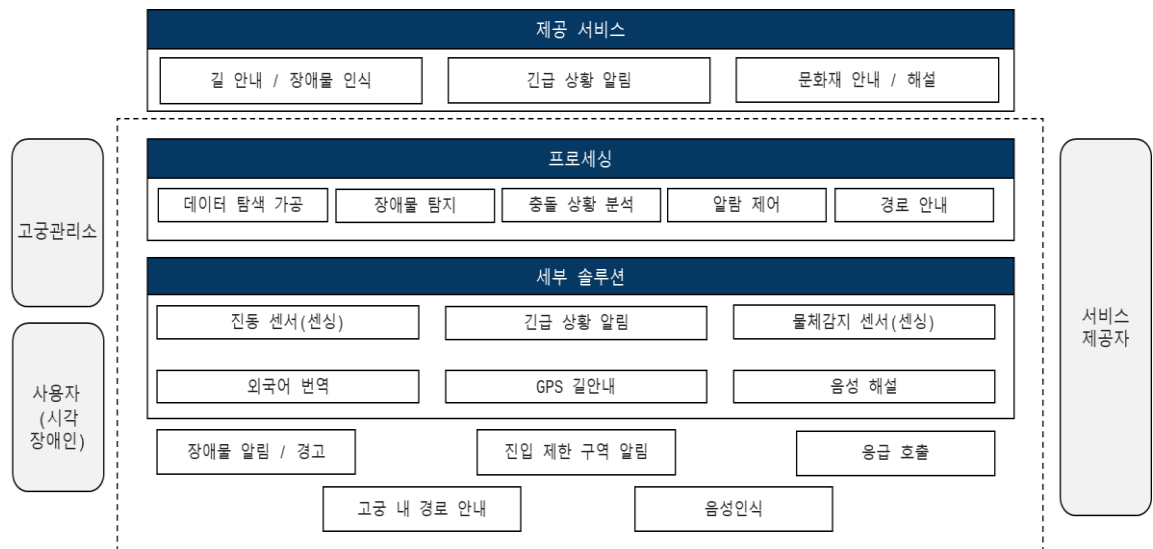 제공 서비스
길 안내 / 장애물 인식
긴급 상황 알림
문화재 안내 / 해설
고궁관리소
프로세싱
데이터 탐색 가공
장애물 탐지
충돌 상황 분석
알람 제어
경로 안내
세부 솔루션
진동 센서(센싱)
긴급 상황 알림
물체감지 센서(센싱)
외국어 번역
GPS 길안내
음성 해설
사용자
(시각
장애인)
서비스
제공자
장애물 알림 / 경고
진입 제한 구역 알림
응급 호출
고궁 내 경로 안내
음성인식